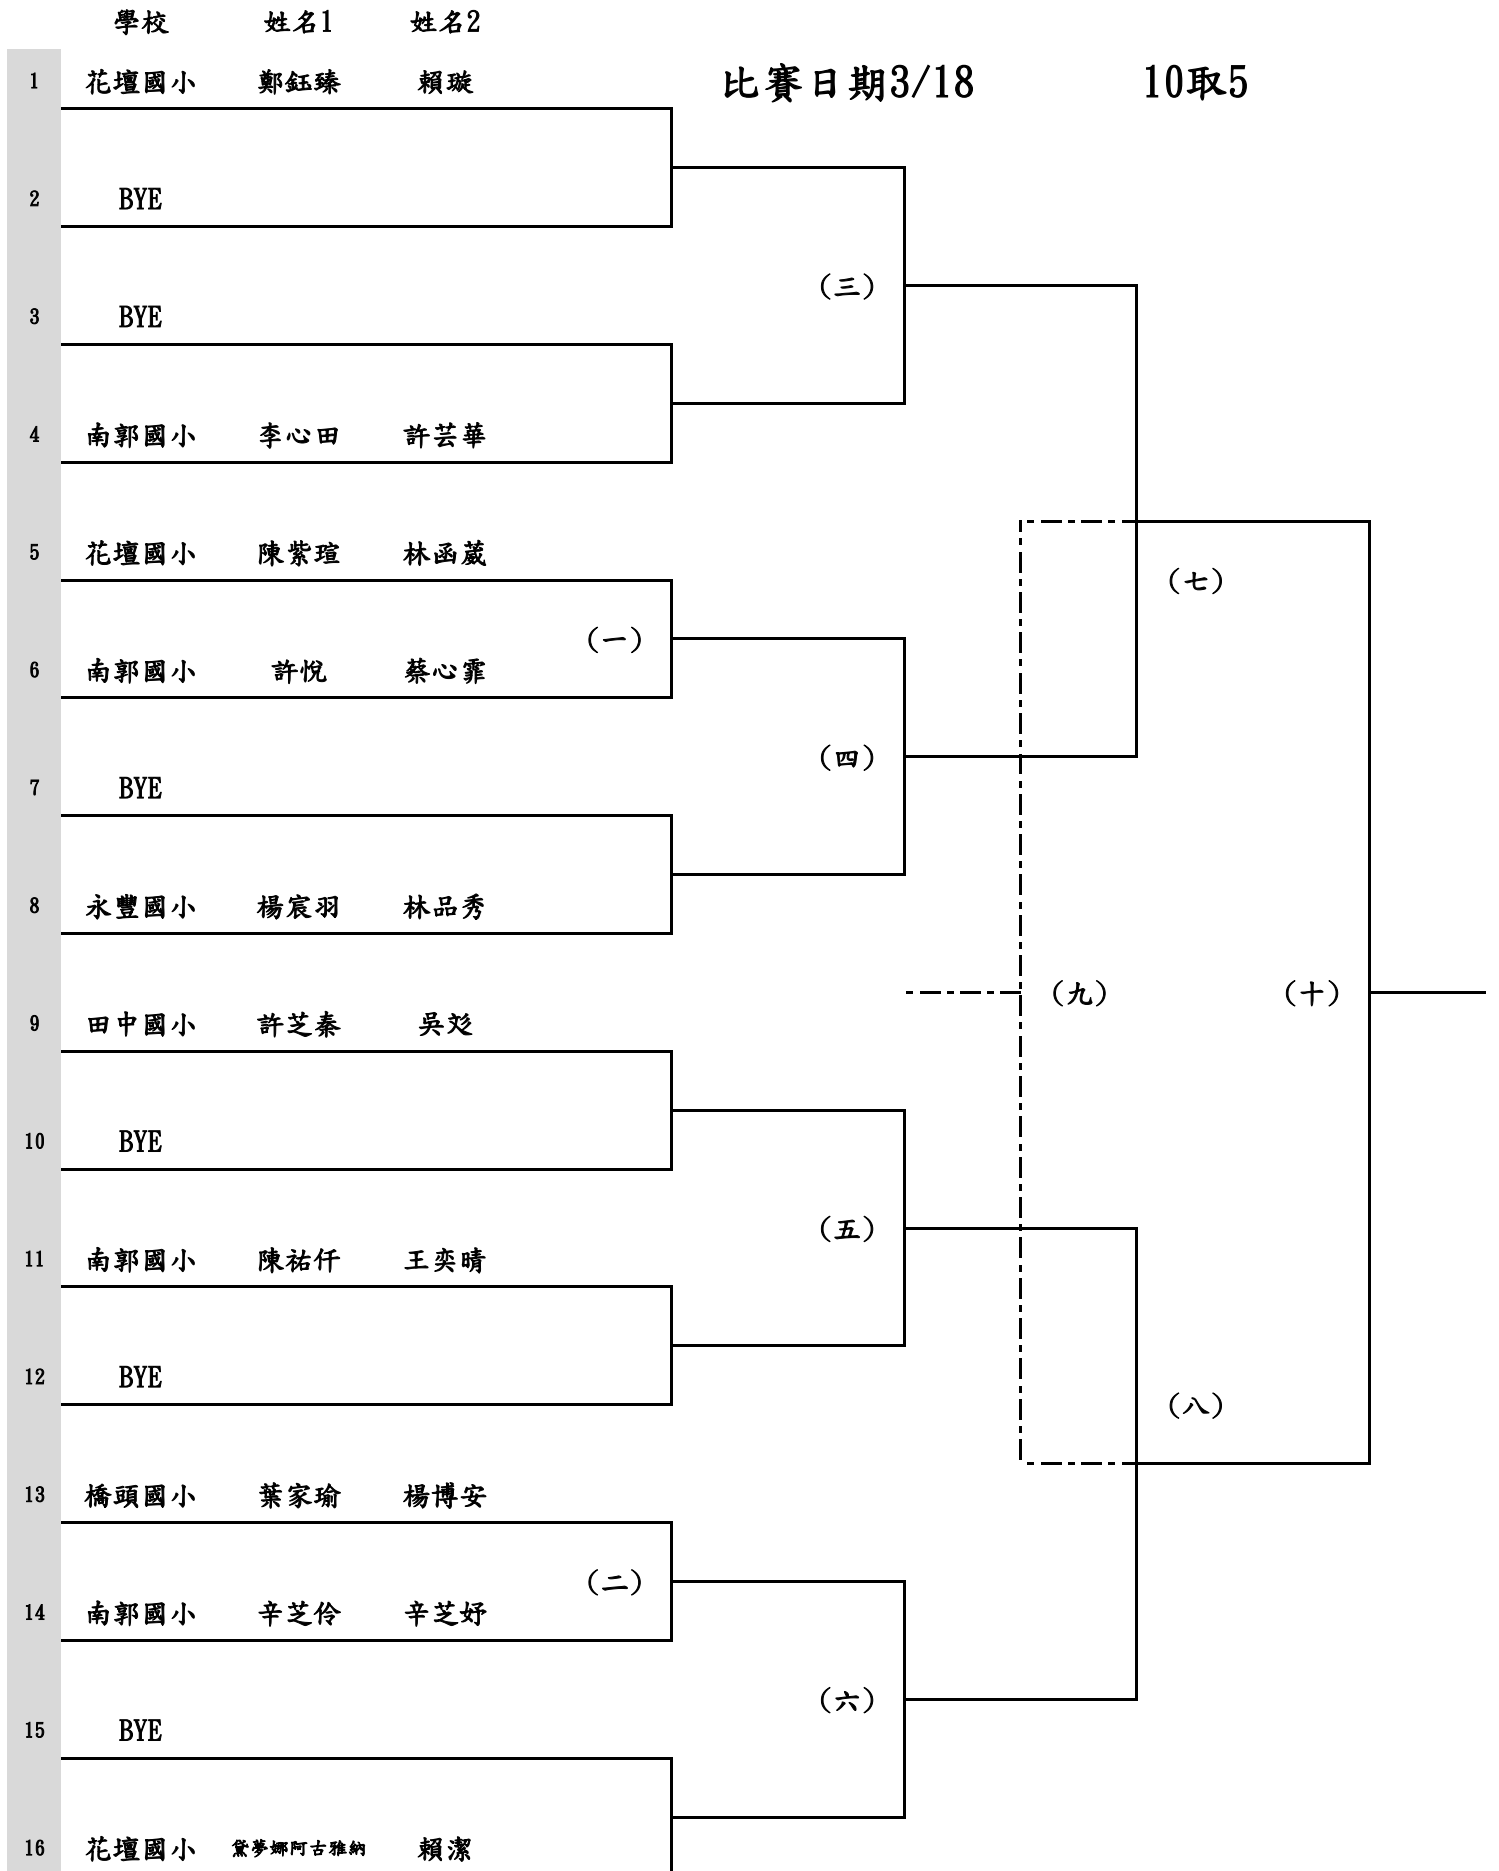 學校 姓名1 姓名2
1 花壇國小 鄭鈺臻 賴璇 比賽日期3/18 10取5
2 BYE
(三)
3 BYE
4 南郭國小 李心田 許芸華
5 花壇國小 陳紫瑄 林函葳
(七)
(一)
6 南郭國小 許悅 蔡心霏
(四)
7 BYE
8 永豐國小 楊宸羽 林品秀
(九) (十)
9 田中國小 許芝秦 吳彣
10 BYE
(五)
11 南郭國小 陳祐仟 王奕晴
12 BYE
(八)
13 橋頭國小 葉家瑜 楊博安
(二)
14 南郭國小 辛芝伶 辛芝妤
(六)
15 BYE
16 花壇國小 黛夢娜阿古雅納 賴潔